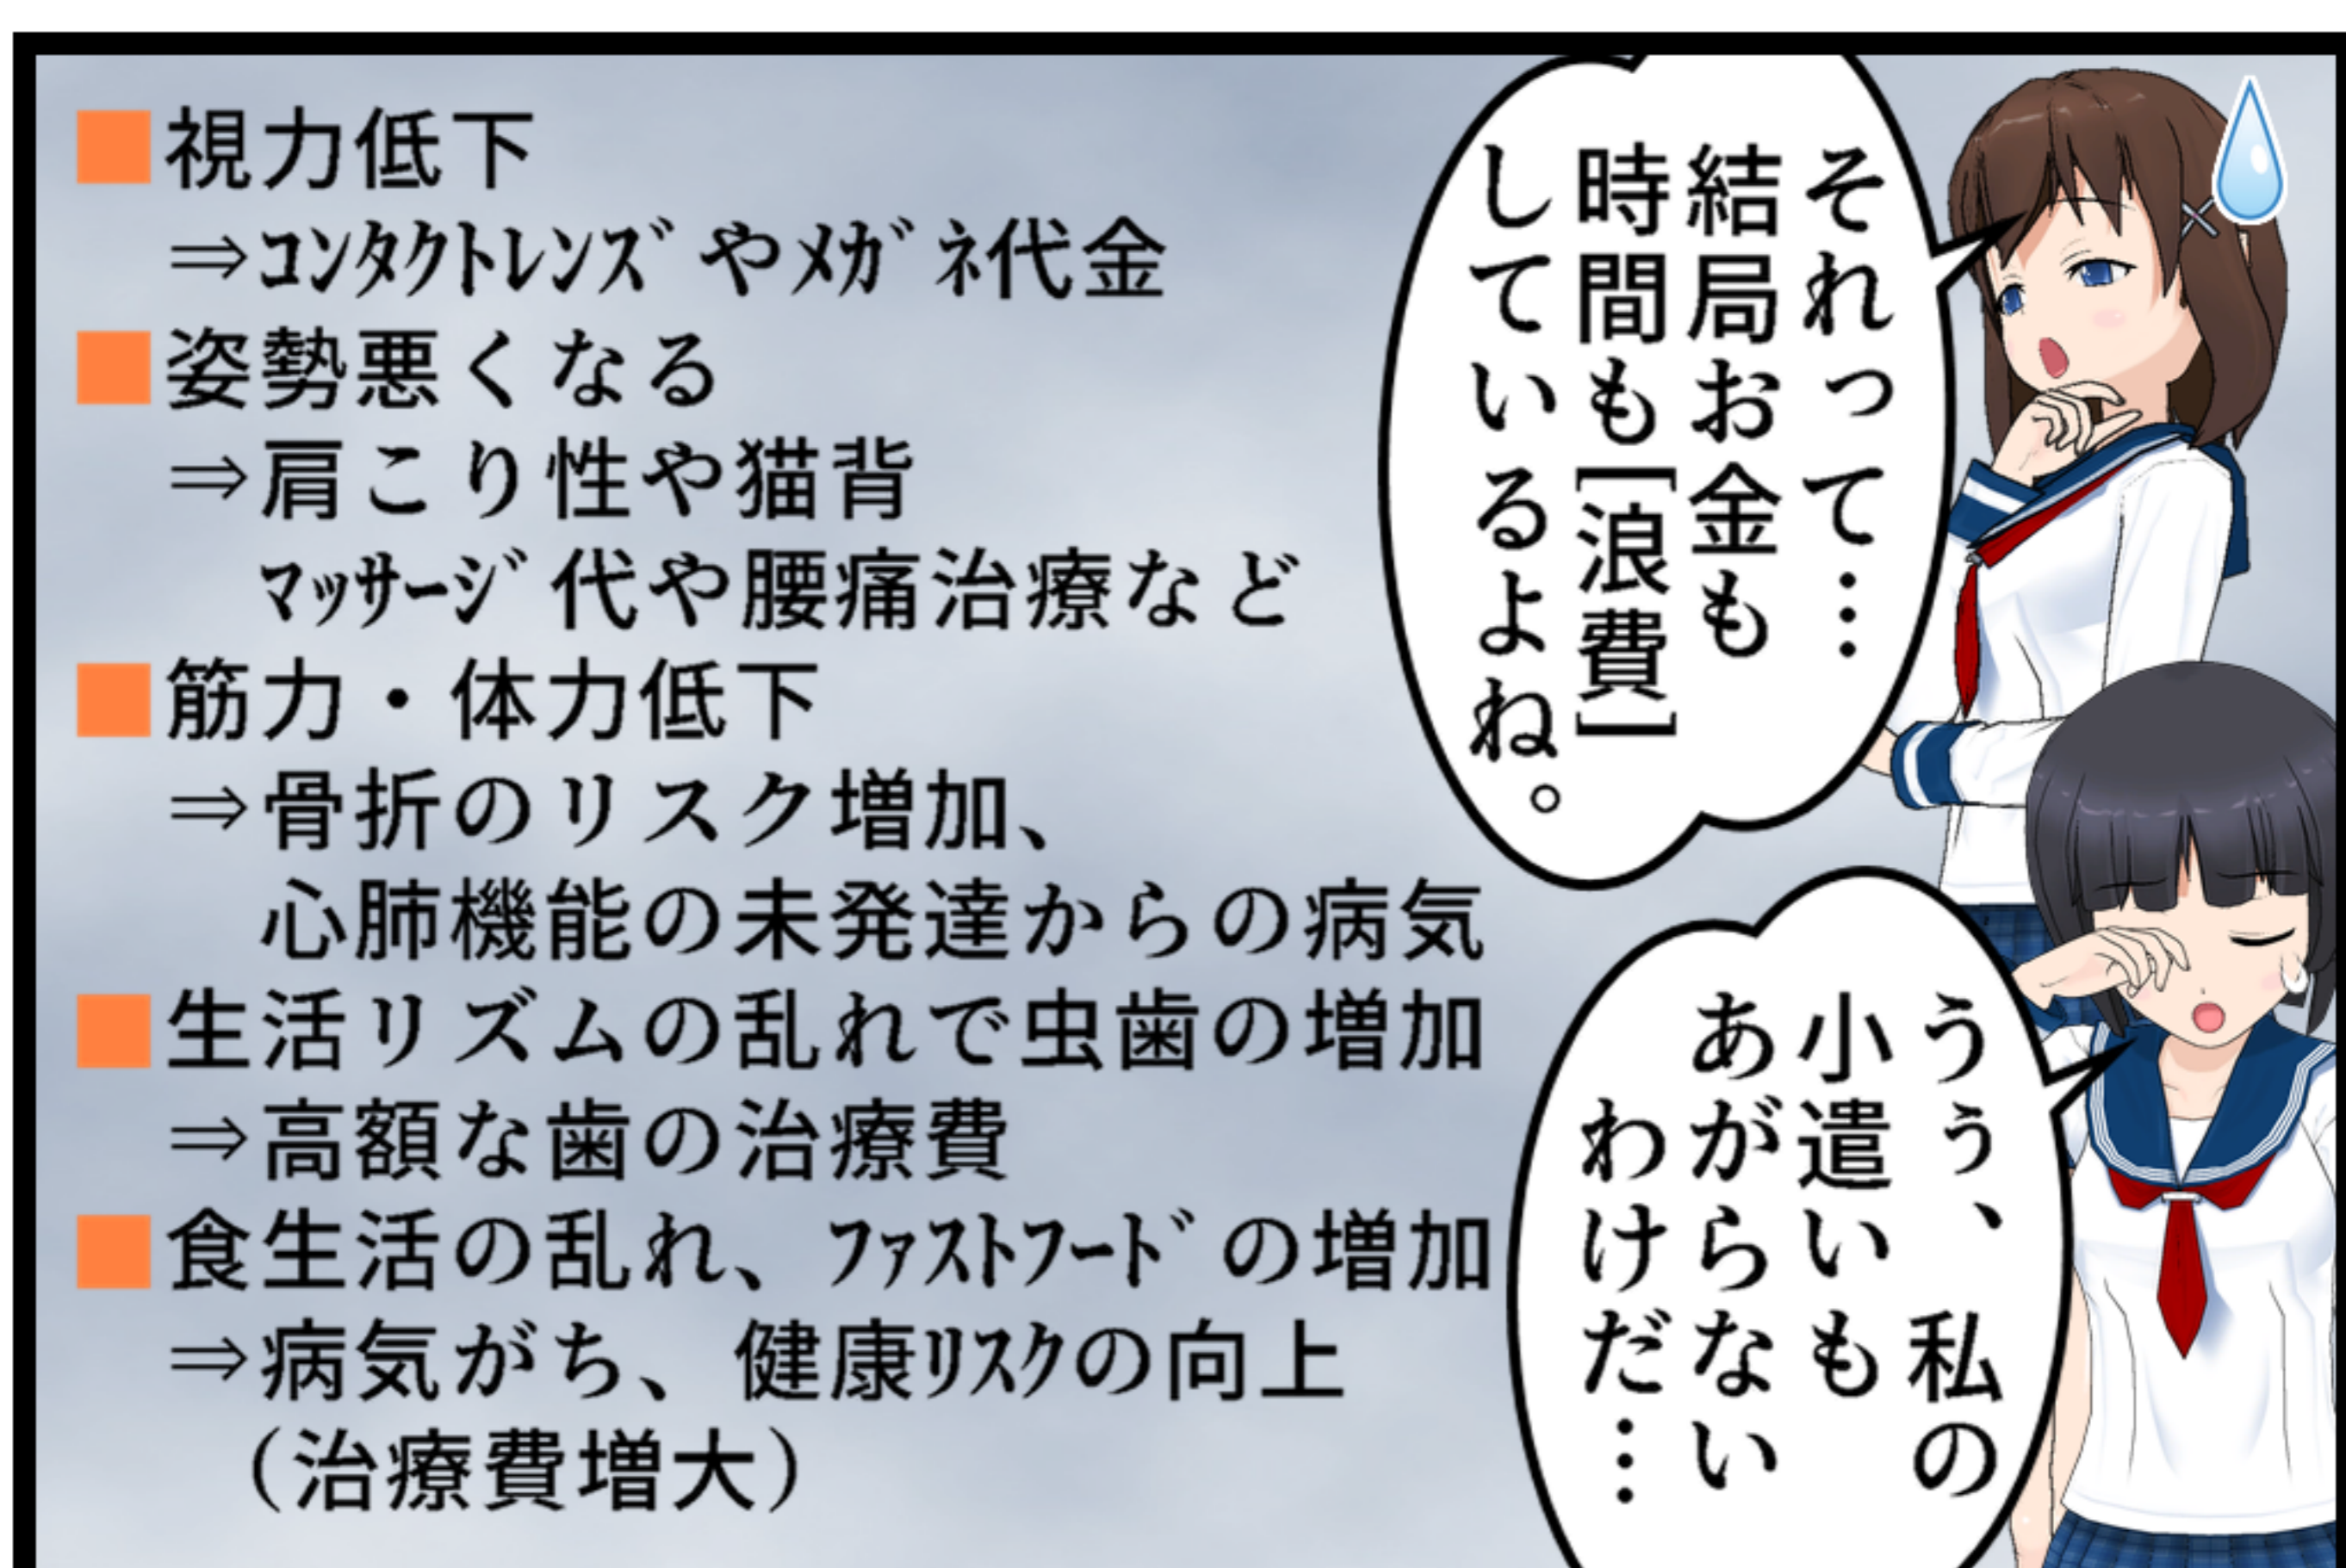 ■視力低下
⇒ｺﾝﾀｸﾄﾚﾝｽﾞやﾒｶﾞﾈ代金
■姿勢悪くなる
⇒肩こり性や猫背
ﾏｯｻｰｼﾞ代や腰痛治療など
■筋力・体力低下
⇒骨折のリスク増加、
心肺機能の未発達からの病気
■生活リズムの乱れで虫歯の増加
⇒高額な歯の治療費
■食生活の乱れ、ﾌｧｽﾄﾌｰﾄﾞの増加
⇒病気がち、健康ﾘｽｸの向上
（治療費増大）
それって…
結局お金も
時間も【浪費】
しているよね。
うぅ、私の
小遣いも
あがらない
わけだ…